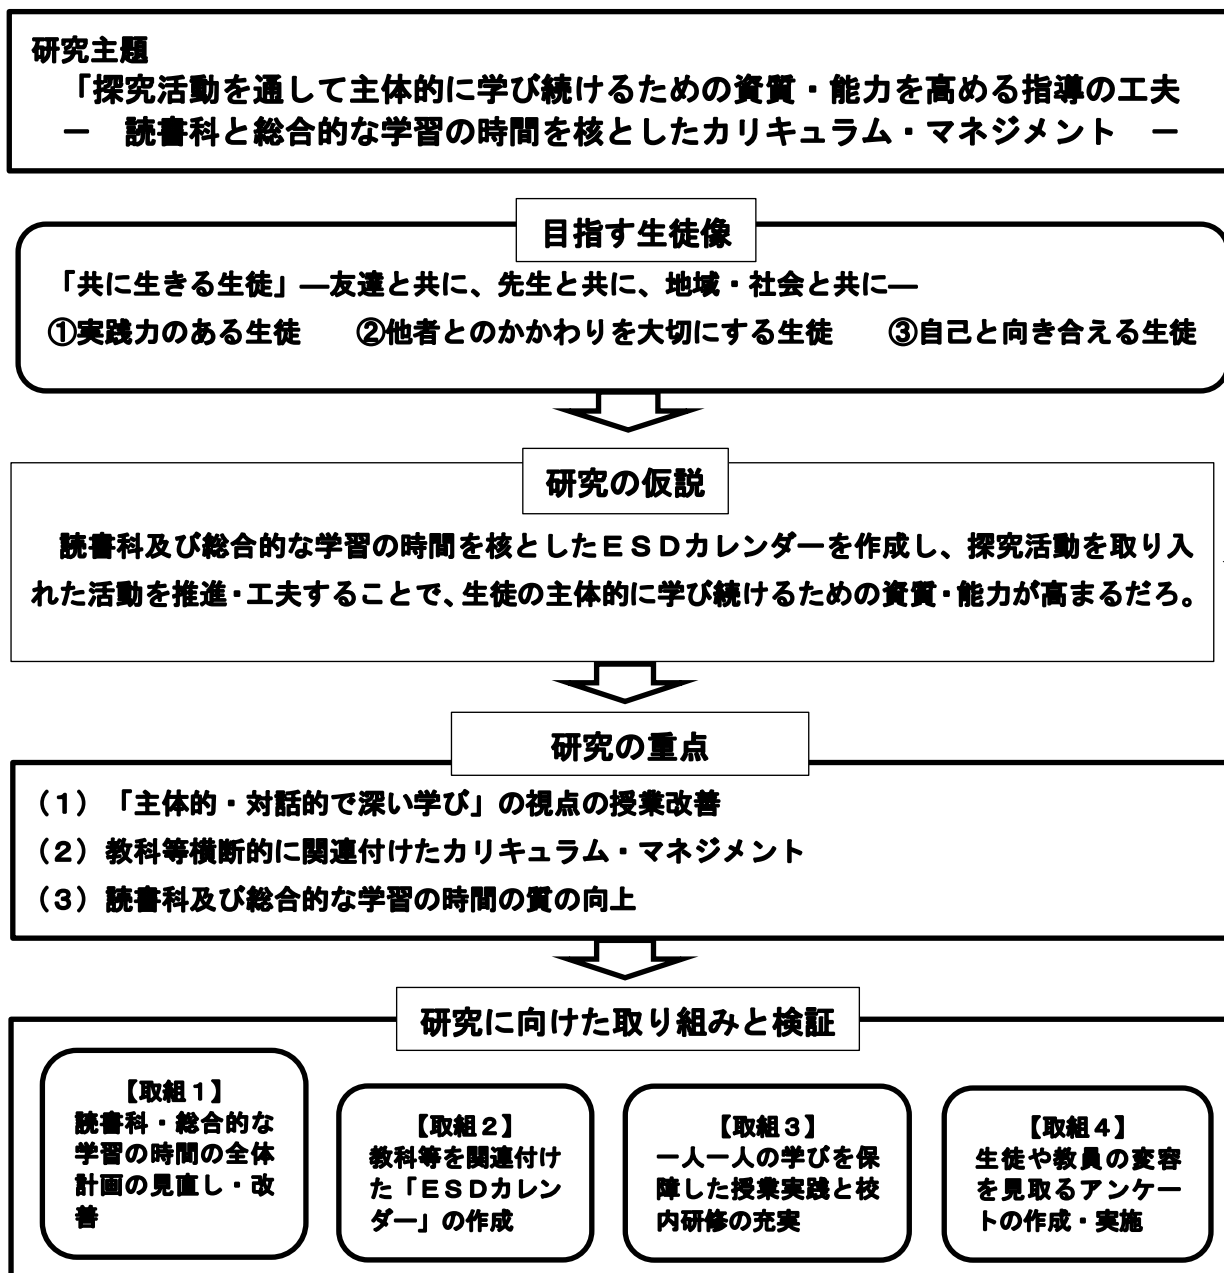 研究主題
「探究活動を通して主体的に学び続けるための資質・能力を高める指導の工夫
－　読書科と総合的な学習の時間を核としたカリキュラム・マネジメント　－
目指す生徒像
「共に生きる生徒」―友達と共に、先生と共に、地域・社会と共に―
①実践力のある生徒　　②他者とのかかわりを大切にする生徒　　③自己と向き合える生徒
研究の仮説
読書科及び総合的な学習の時間を核としたＥＳＤカレンダーを作成し、探究活動を取り入
れた活動を推進・工夫することで、生徒の主体的に学び続けるための資質・能力が高まるだろ。
研究の重点
（１）「主体的・対話的で深い学び」の視点の授業改善
（２）教科等横断的に関連付けたカリキュラム・マネジメント
（３）読書科及び総合的な学習の時間の質の向上
研究に向けた取り組みと検証
【取組１】
読書科・総合的な
学習の時間の全体
計画の見直し・改
善
【取組２】
教科等を関連付け
た「ＥＳＤカレン
ダー」の作成
【取組３】
一人一人の学びを保
障した授業実践と校
内研修の充実
【取組４】
生徒や教員の変容
を見取るアンケー
トの作成・実施